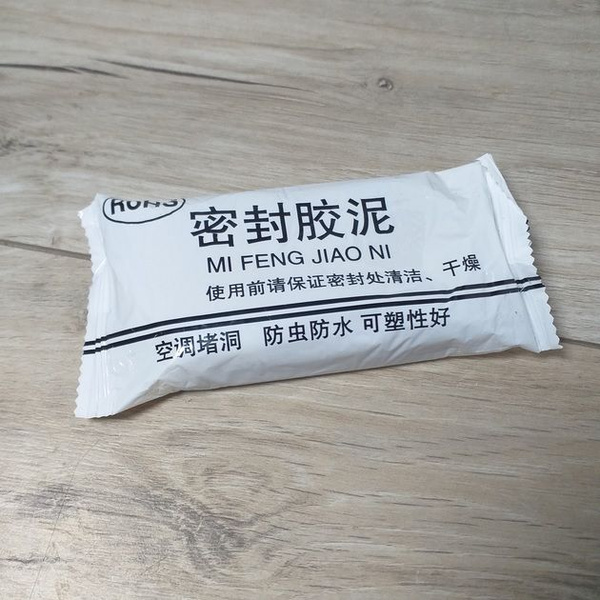 RoHS
密封胶泥
MI FENG JIAO NI
使用前请保证密封处清洁、干燥
空调堵洞 防虫防水 可塑性好